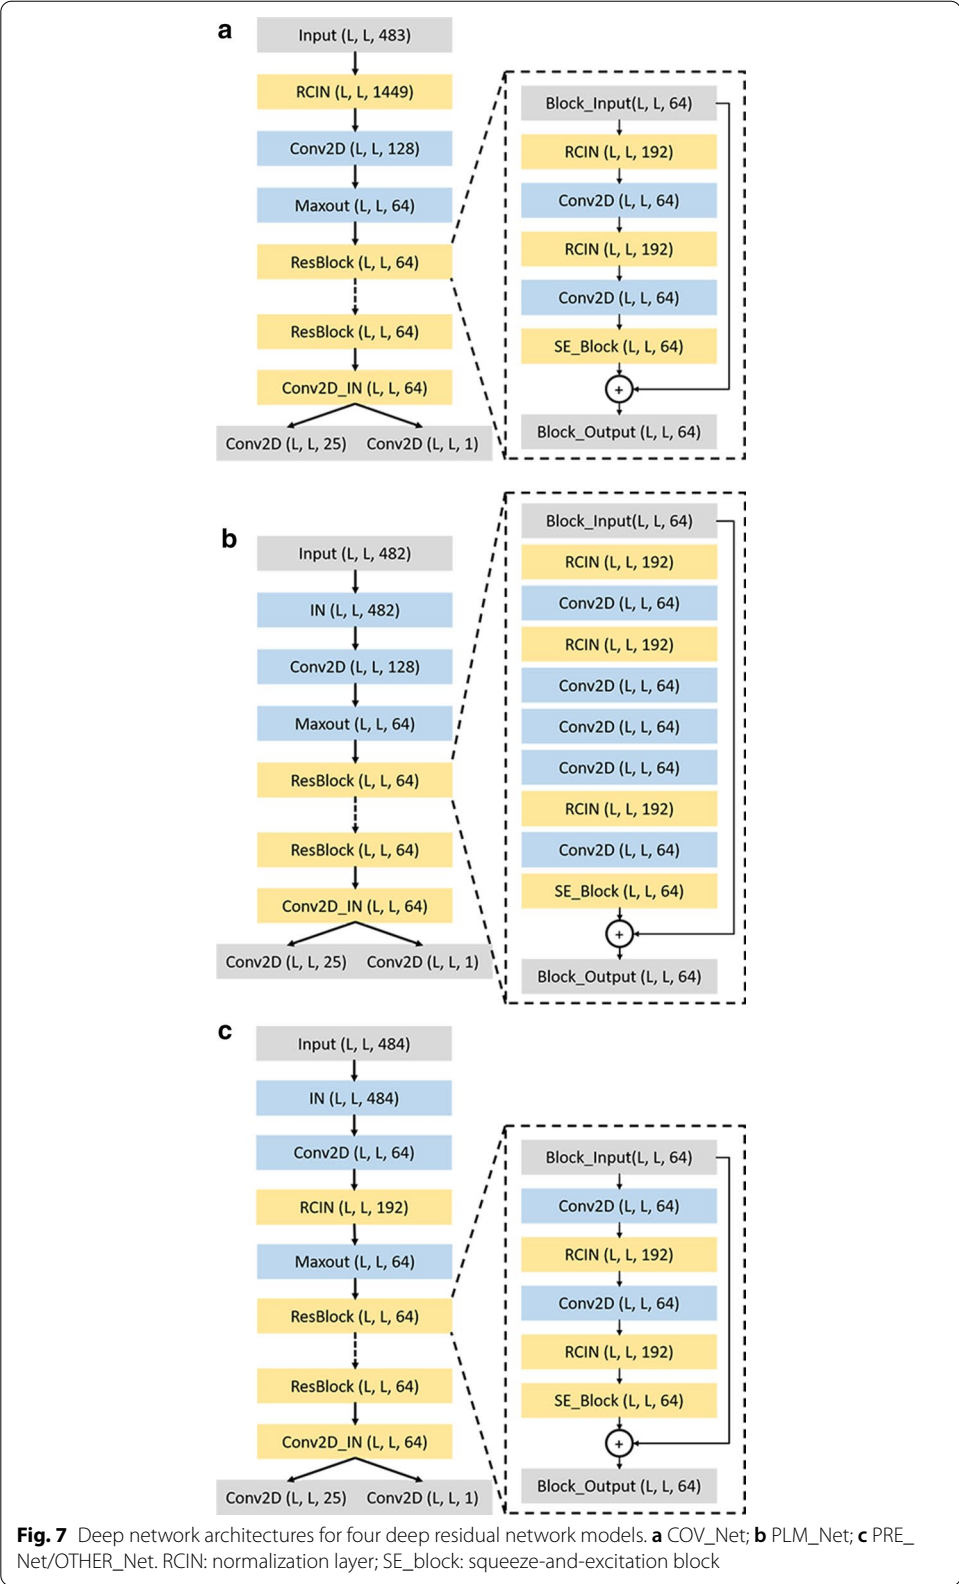 a
Input (L, L, 483)
RCIN (L, L, 1449)
Conv2D (L, L, 128)
Maxout (L, L, 64)
ResBlock (L, L, 64)
ResBlock (L, L, 64)
Conv2D_IN (L, L, 64)
Conv2D (L, L, 25)
Conv2D (L, L, 1)
Block_Input(L, L, 64)
RCIN (L, L, 192)
Conv2D (L, L, 64)
RCIN (L, L, 192)
Conv2D (L, L, 64)
SE_Block (L, L, 64)
+
Block_Output (L, L, 64)
b
Input (L, L, 482)
IN (L, L, 482)
Conv2D (L, L, 128)
Maxout (L, L, 64)
ResBlock (L, L, 64)
ResBlock (L, L, 64)
Conv2D_IN (L, L, 64)
Conv2D (L, L, 25)
Conv2D (L, L, 1)
Block_Input(L, L, 64)
RCIN (L, L, 192)
Conv2D (L, L, 64)
RCIN (L, L, 192)
Conv2D (L, L, 64)
Conv2D (L, L, 64)
Conv2D (L, L, 64)
RCIN (L, L, 192)
Conv2D (L, L, 64)
SE_Block (L, L, 64)
+
Block_Output (L, L, 64)
c
Input (L, L, 484)
IN (L, L, 484)
Conv2D (L, L, 64)
RCIN (L, L, 192)
Maxout (L, L, 64)
ResBlock (L, L, 64)
ResBlock (L, L, 64)
Conv2D_IN (L, L, 64)
Conv2D (L, L, 25)
Conv2D (L, L, 1)
Block_Input(L, L, 64)
Conv2D (L, L, 64)
RCIN (L, L, 192)
Conv2D (L, L, 64)
RCIN (L, L, 192)
SE_Block (L, L, 64)
+
Block_Output (L, L, 64)
Fig. 7 Deep network architectures for four deep residual network models. a COV_Net; b PLM_Net; c PRE_
Net/OTHER_Net. RCIN: normalization layer; SE_block: squeeze-and-excitation block